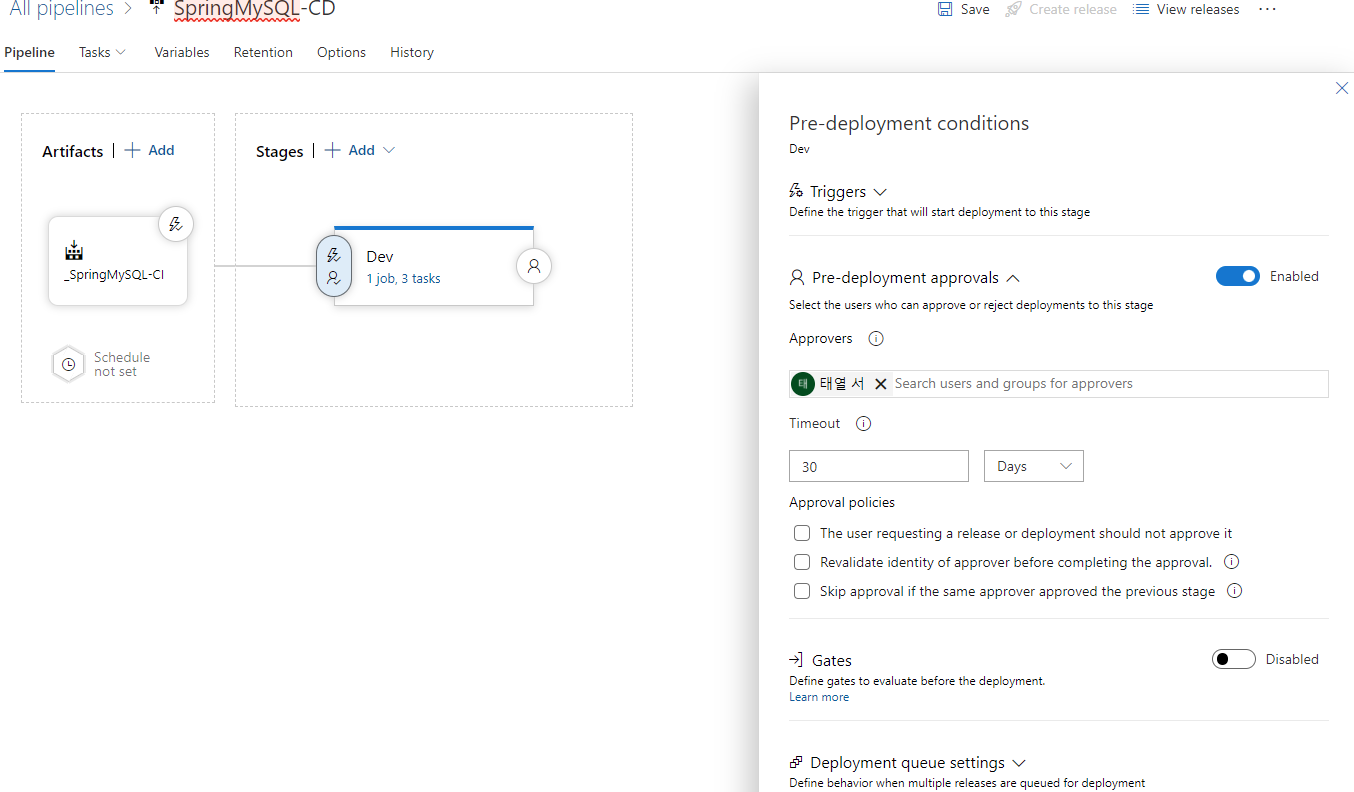 All pipelines > SpringMySQL-CD
Save Create release View releases ...
Pipeline Tasks Variables Retention Options History
Artifacts | + Add
Stages | + Add
_SpringMySQL-CI
Schedule
not set
Dev
1 job, 3 tasks
Pre-deployment conditions
Dev
Triggers
Define the trigger that will start deployment to this stage
Pre-deployment approvals
Enabled
Select the users who can approve or reject deployments to this stage
Approvers
태 태열 서 Search users and groups for approvers
Timeout
30 Days
Approval policies
The user requesting a release or deployment should not approve it
Revalidate identity of approver before completing the approval.
Skip approval if the same approver approved the previous stage
Gates
Disabled
Define gates to evaluate before the deployment.
Learn more
Deployment queue settings
Define behavior when multiple releases are queued for deployment